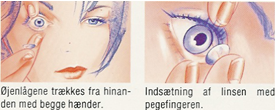 Øjenlågene trækkes fra hinan-
den med begge hænder.
Indsætning af linsen med
pegefingeren.